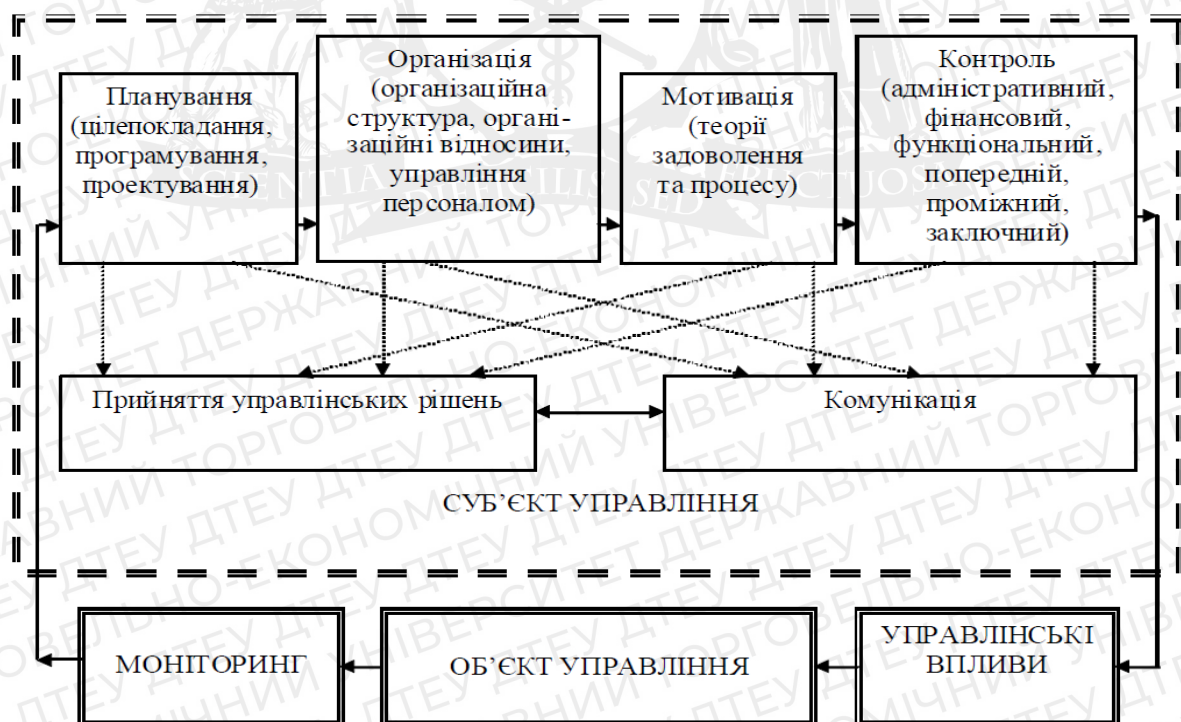 Планування
(цілепокладання,
програмування,
проектування)
Організація
(організаційна
структура, органі-
заційні відносини,
управління
персоналом)
Мотивація
(теорії
задоволення
та процесу)
Контроль
(адміністративний,
фінансовий,
функціональний,
попередній,
проміжний,
заключний)
Прийняття управлінських рішень
Комунікація
СУБ’ЄКТ УПРАВЛІННЯ
МОНІТОРИНГ
ОБ’ЄКТ УПРАВЛІННЯ
УПРАВЛІНСЬКІ
ВПЛИВИ